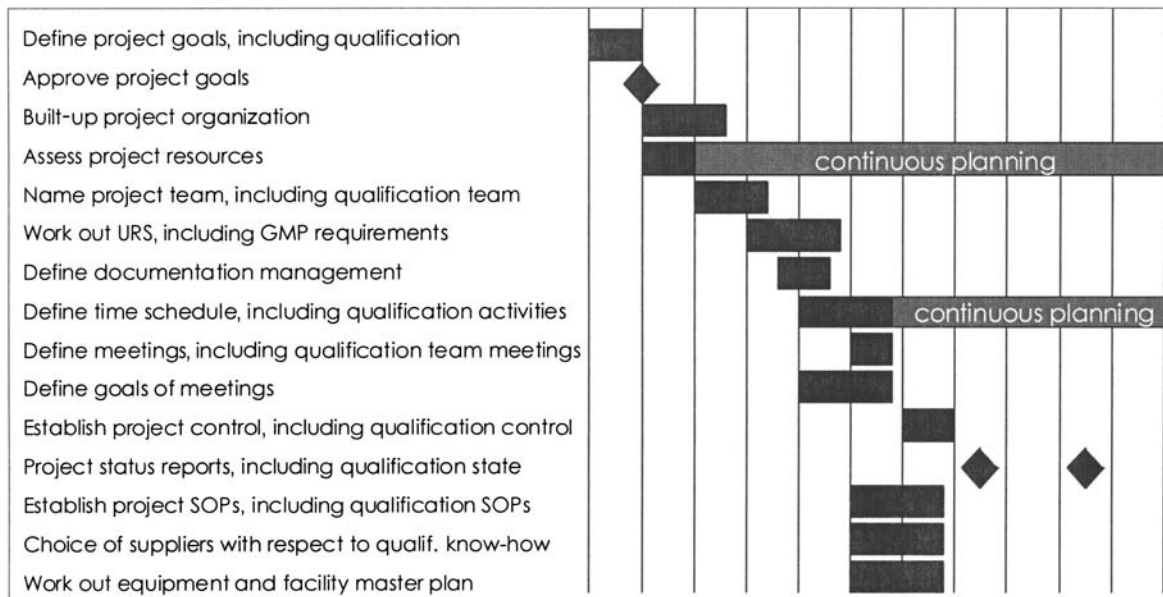 Define project goals, including qualification
Approve project goals
Built-up project organization
Assess project resources
continuous planning
Name project team, including qualification team
Work out URS, including GMP requirements
Define documentation management
Define time schedule, including qualification activities
continuous planning
Define meetings, including qualification team meetings
Define goals of meetings
Establish project control, including qualification control
Project status reports, including qualification state
Establish project SOPs, including qualification SOPs
Choice of suppliers with respect to qualif. know-how
Work out equipment and facility master plan